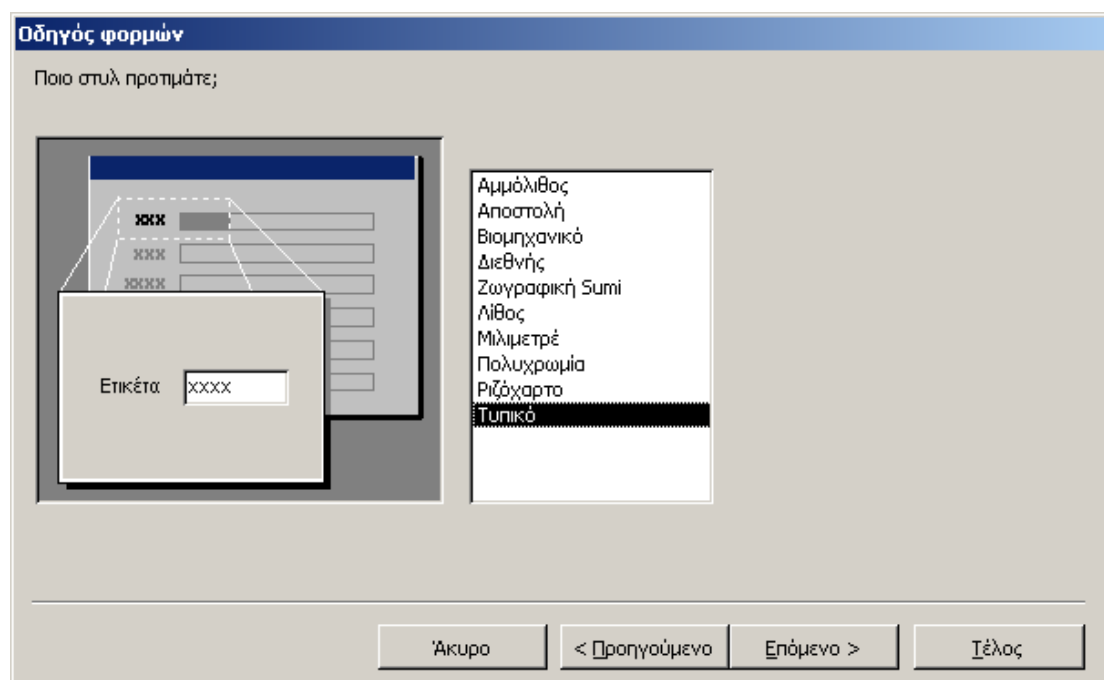 Οδηγός φορμών
Ποιο στυλ προτιμάτε;
xxx
xxx
xxxx
Ετικέτα xxxx
Αμμόλιθος
Αποστολή
Βιομηχανικό
Διεθνής
Ζωγραφική Sumi
Λίθος
Μιλιμετρέ
Πολυχρωμία
Ριζόχαρτο
Τυπικό
Άκυρο < Προηγούμενο Επόμενο > Τέλος